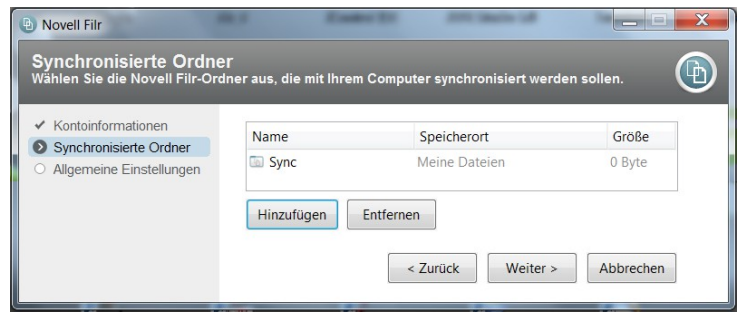 Novell Filr
Synchronisierte Ordner
Wählen Sie die Novell Filr-Ordner aus, die mit Ihrem Computer synchronisiert werden sollen.
Kontoinformationen
Synchronisierte Ordner
Allgemeine Einstellungen
Name Speicherort Größe
Sync Meine Dateien 0 Byte
Hinzufügen Entfernen
< Zurück Weiter > Abbrechen